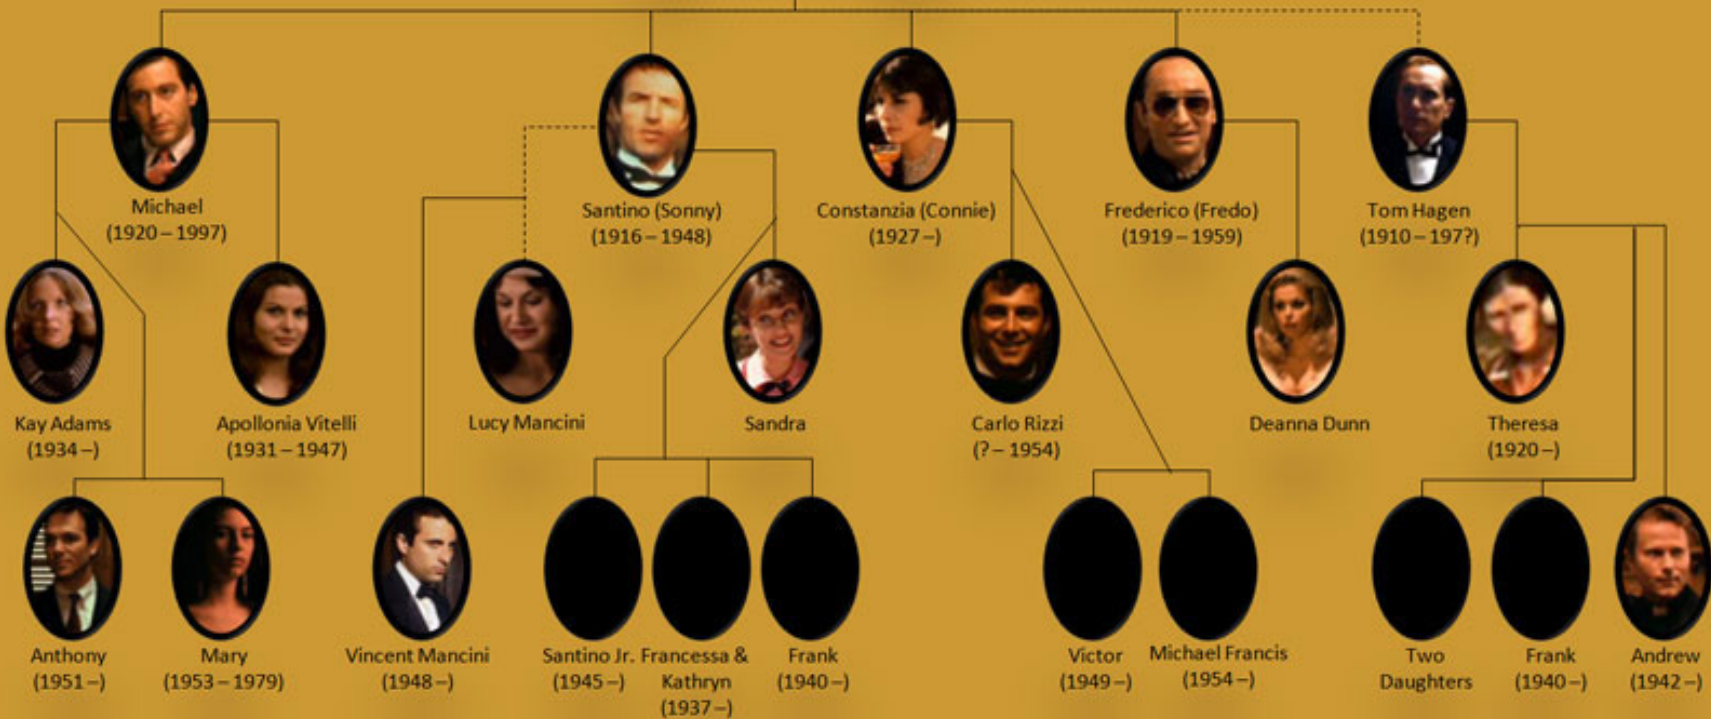 Michael
(1920 – 1997)
Santino (Sonny)
(1916 – 1948)
Constanzia (Connie)
(1927 –)
Frederico (Fredo)
(1919 – 1959)
Tom Hagen
(1910 – 197?)
Kay Adams
(1934 –)
Apollonia Vitelli
(1931 – 1947)
Lucy Mancini
Sandra
Carlo Rizzi
(? – 1954)
Deanna Dunn
Theresa
(1920 –)
Anthony
(1951 –)
Mary
(1953 – 1979)
Vincent Mancini
(1948 –)
Santino Jr.
(1945 –)
Francessa &
Kathryn
(1937 –)
Frank
(1940 –)
Victor
(1949 –)
Michael Francis
(1954 –)
Two
Daughters
Frank
(1940 –)
Andrew
(1942 –)